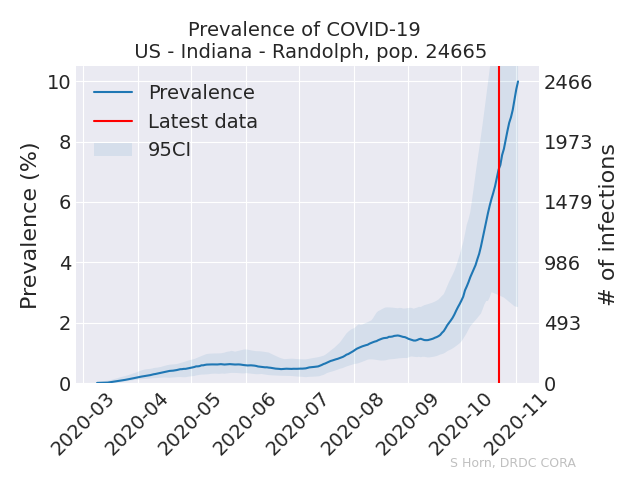 Prevalence of COVID-19
US - Indiana - Randolph, pop. 24665
Prevalence
Latest data
95CI
Prevalence (%)
10
8
6
4
2
0
2466
1973
1479
986
493
0
# of infections
2020-03
2020-04
2020-05
2020-06
2020-07
2020-08
2020-09
2020-10
2020-11
S Horn, DRDC CORA